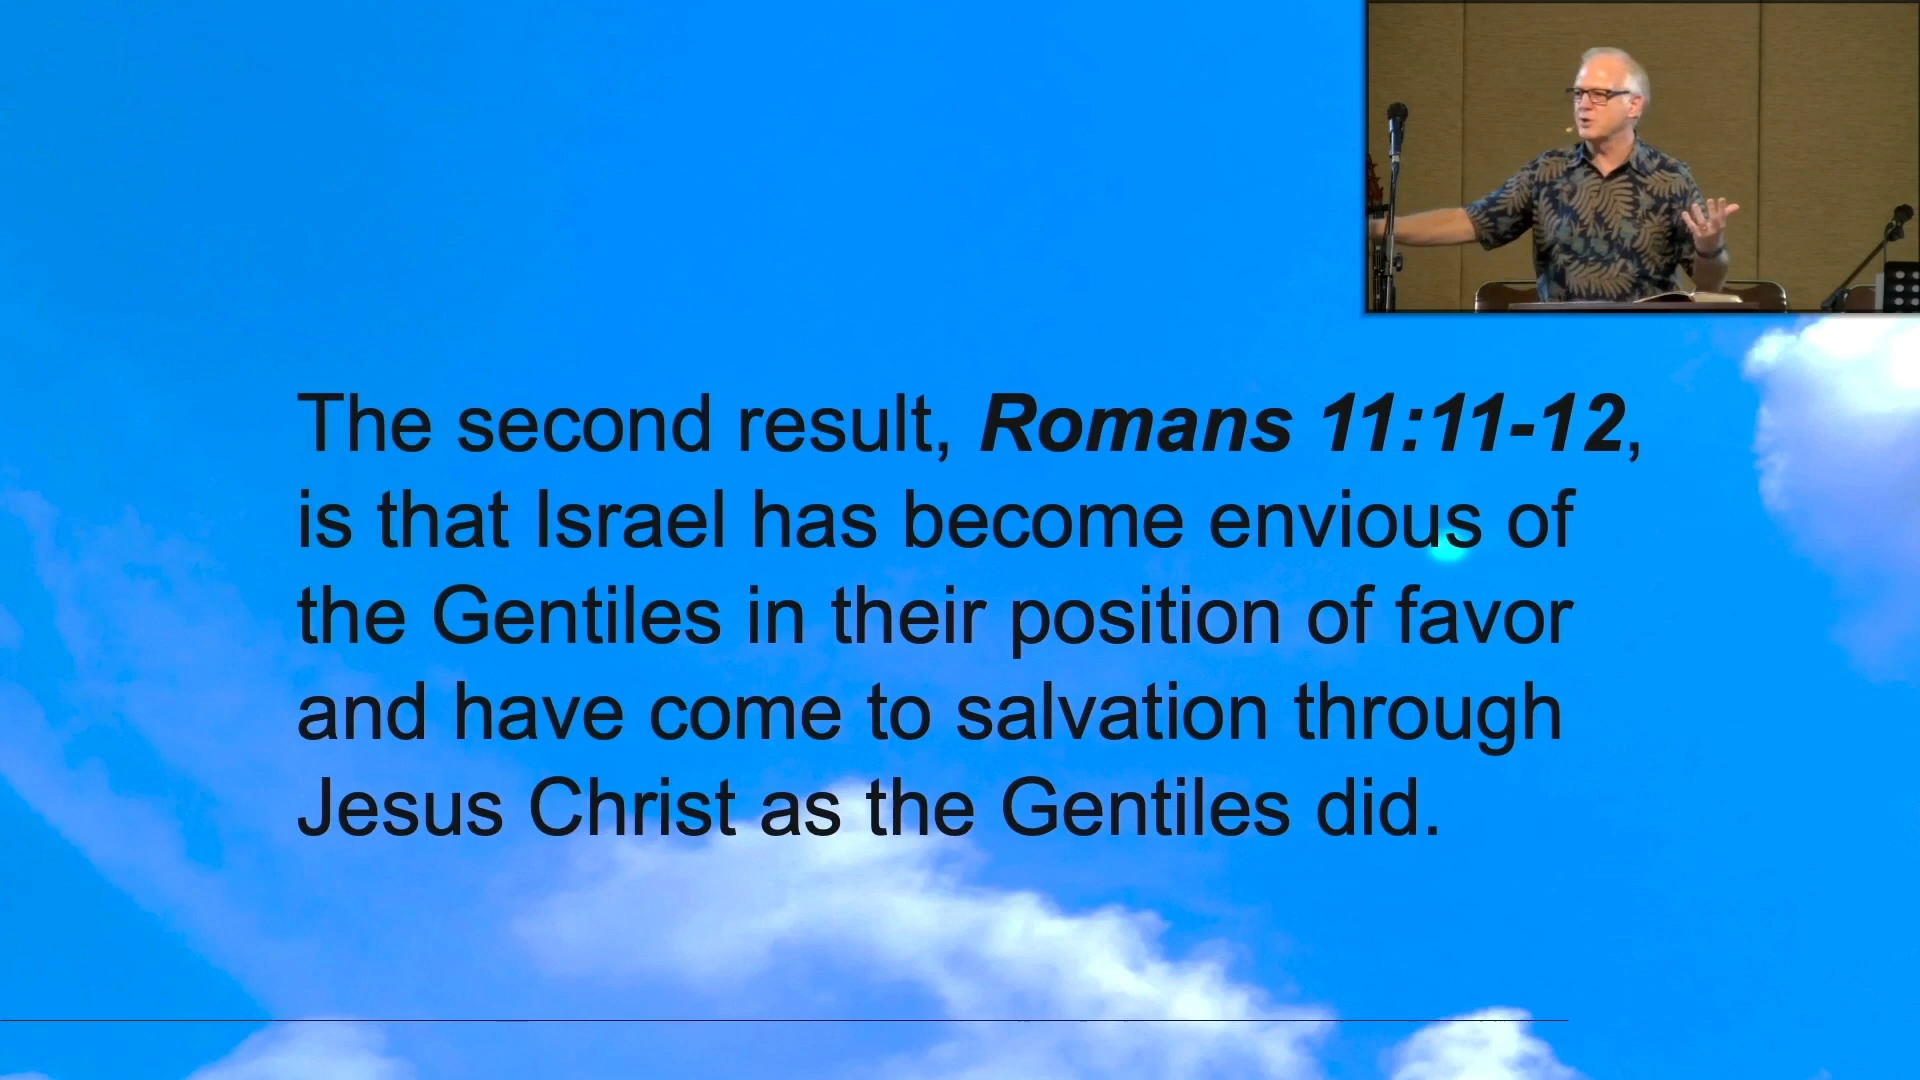 The second result, Romans 11:11-12,
is that Israel has become envious of
the Gentiles in their position of favor
and have come to salvation through
Jesus Christ as the Gentiles did.